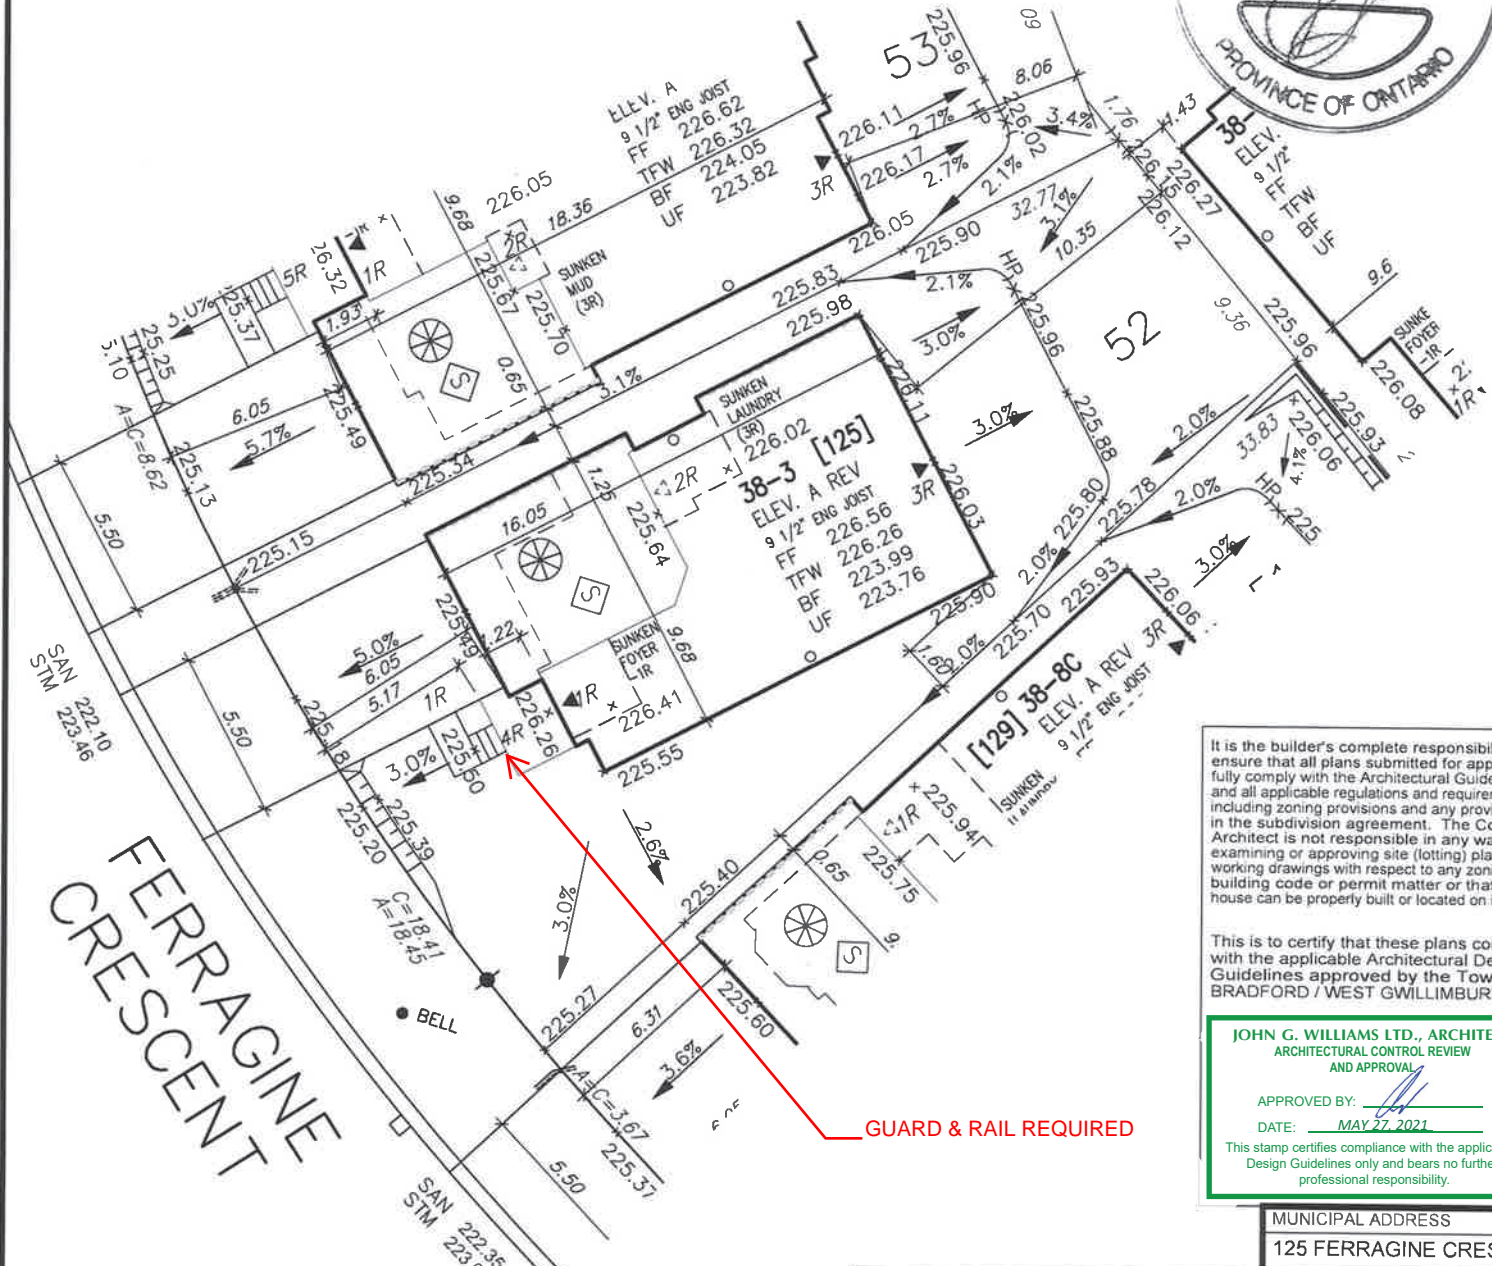 PROVINCE OF ONTARIO
53
225.96
60
8.06
HP
226.02
3.4%
1.76
1.43
226.15
226.12
226.27
38-
ELEV.
9 1/2"
FF
TFW
BF
UF
ELEV. A
9 1/2" ENG JOIST
FF 226.62
TFW 226.32
BF 224.05
UF 223.82
226.11
2.7%
226.17
2.7%
2.1%
3R
226.05
225.90
32.77
3.1%
10.35
9.68
226.05
18.36
2R
225.67
SUNKEN
MUD
(3R)
225.70
26.32
1R
5R
3.0%
225.37
1.93
25.25
5.10
A=C=8.62
6.05
5.7%
225.49
225.13
S
0.65
3.1%
225.83
225.98
2.1%
HP
225.96
3.0%
52
9.36
225.96
9.6
SUNKE
FOYER
1R
226.08
225.93
226.06
33.83
4.1%
HP
225.5
2.0%
2.0%
225.78
225.88
225.80
3.0%
226.11
SUNKEN
LAUNDRY
(3R)
226.02
2R
38-3 [125]
ELEV. A REV
9 1/2" ENG JOIST
FF 226.56
TFW 226.26
BF 223.99
UF 223.76
3R
226.03
225.34
225.15
5.50
16.05
1.25
225.64
S
225.49
1.22
SUNKEN
FOYER
1R
9.68
5.0%
6.05
5.17
1R
4R
225.50
226.26
1R
226.41
225.55
225.18
3.0%
225.39
225.20
5.50
SAN 222.10
STM 223.46
2.0%
225.90
225.70
225.93
226.06
3.0%
1.60
2.0%
[129] 38-8C
ELEV. A REV
9 1/2" ENG JOIST
3R
SUNKEN
225.94
1R
225.75
0.65
9.
S
2.6%
3.0%
225.40
C=18.41
A=18.45
BELL
225.27
6.31
225.60
3.6%
A=C=3.67
225.37
5.50
SAN 222.35
STM
FERRAGINE
CRESCENT
GUARD & RAIL REQUIRED
It is the builder's complete
ensure that all plans submitted for
fully comply with the Architectural
and all applicable regulations and
including zoning provisions and any
in the subdivision agreement. The
Architect is not responsible in any
examining or approving site (lotting)
working drawings with respect to any
building code or permit matter or that
house can be properly built or located on
This is to certify that these plans
with the applicable Architectural
Guidelines approved by the
BRADFORD / WEST
JOHN G. WILLIAMS LTD.,
ARCHITECTURAL CONTROL REVIEW
AND APPROVAL
APPROVED BY:
DATE: MAY 27, 2021
This stamp certifies compliance with the
Design Guidelines only and bears no
professional responsibility.
MUNICIPAL ADDRESS
125 FERRAGINE CRES